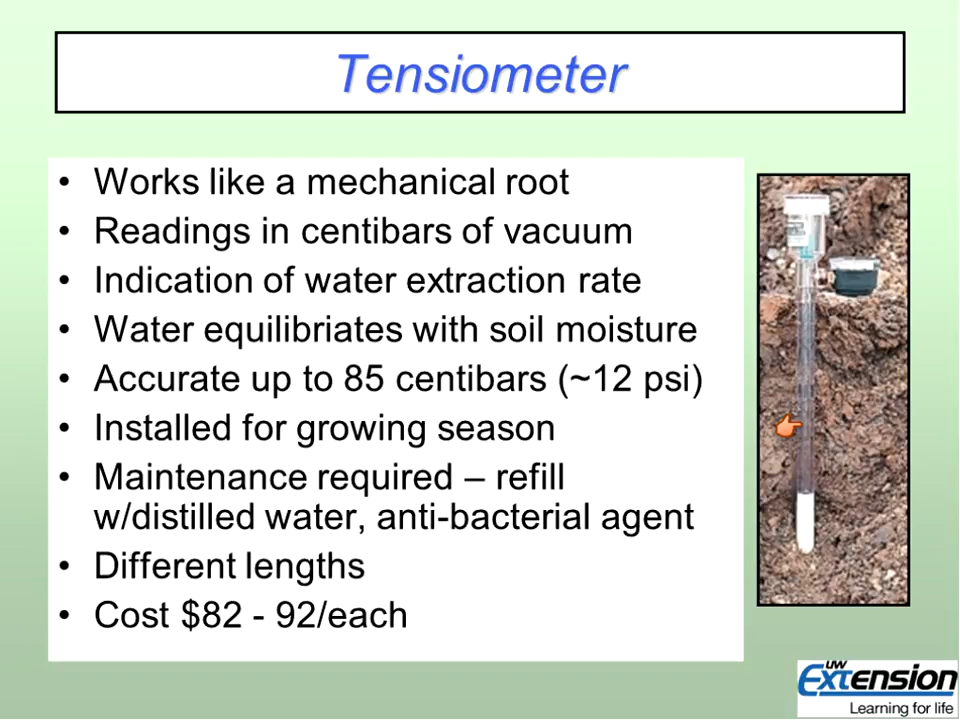 Tensiometer
• Works like a mechanical root
• Readings in centibars of vacuum
• Indication of water extraction rate
• Water equilibriates with soil moisture
• Accurate up to 85 centibars (~12 psi)
• Installed for growing season
• Maintenance required – refill
w/distilled water, anti-bacterial agent
• Different lengths
• Cost $82 - 92/each
UW
Extension
Learning for life